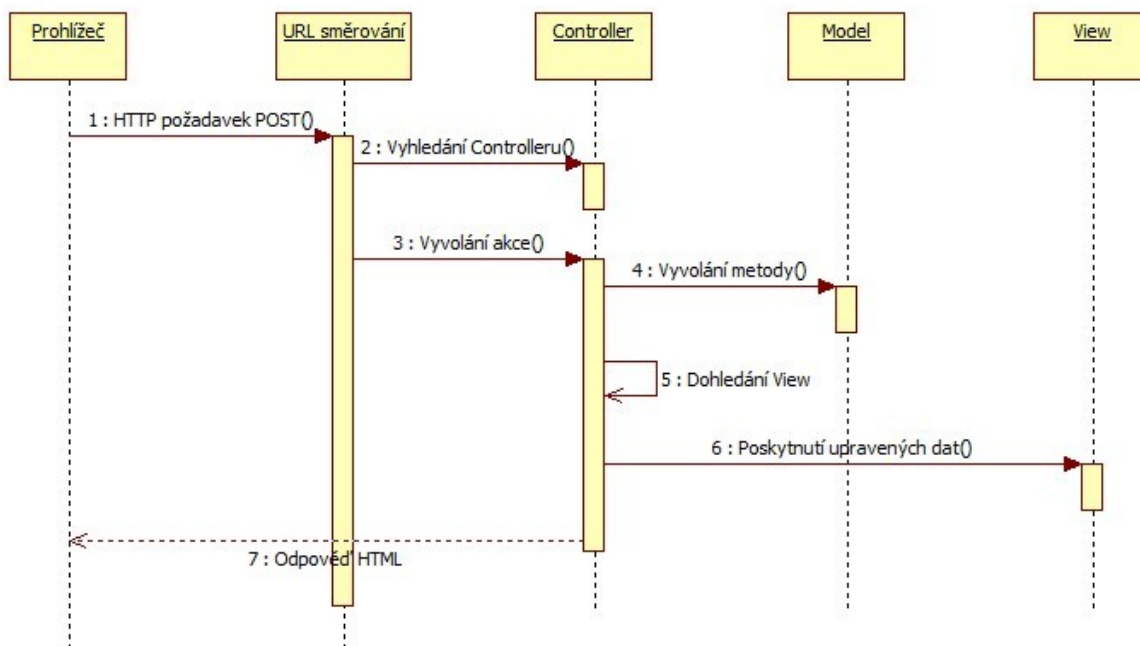 Prohlížeč
URL směrování
Controller
Model
View
1 : HTTP požadavek POST()
2 : Vyhledání Controlleru()
3 : Vyvolání akce()
4 : Vyvolání metody()
5 : Dohledání View
6 : Poskytnutí upravených dat()
7 : Odpověď HTML